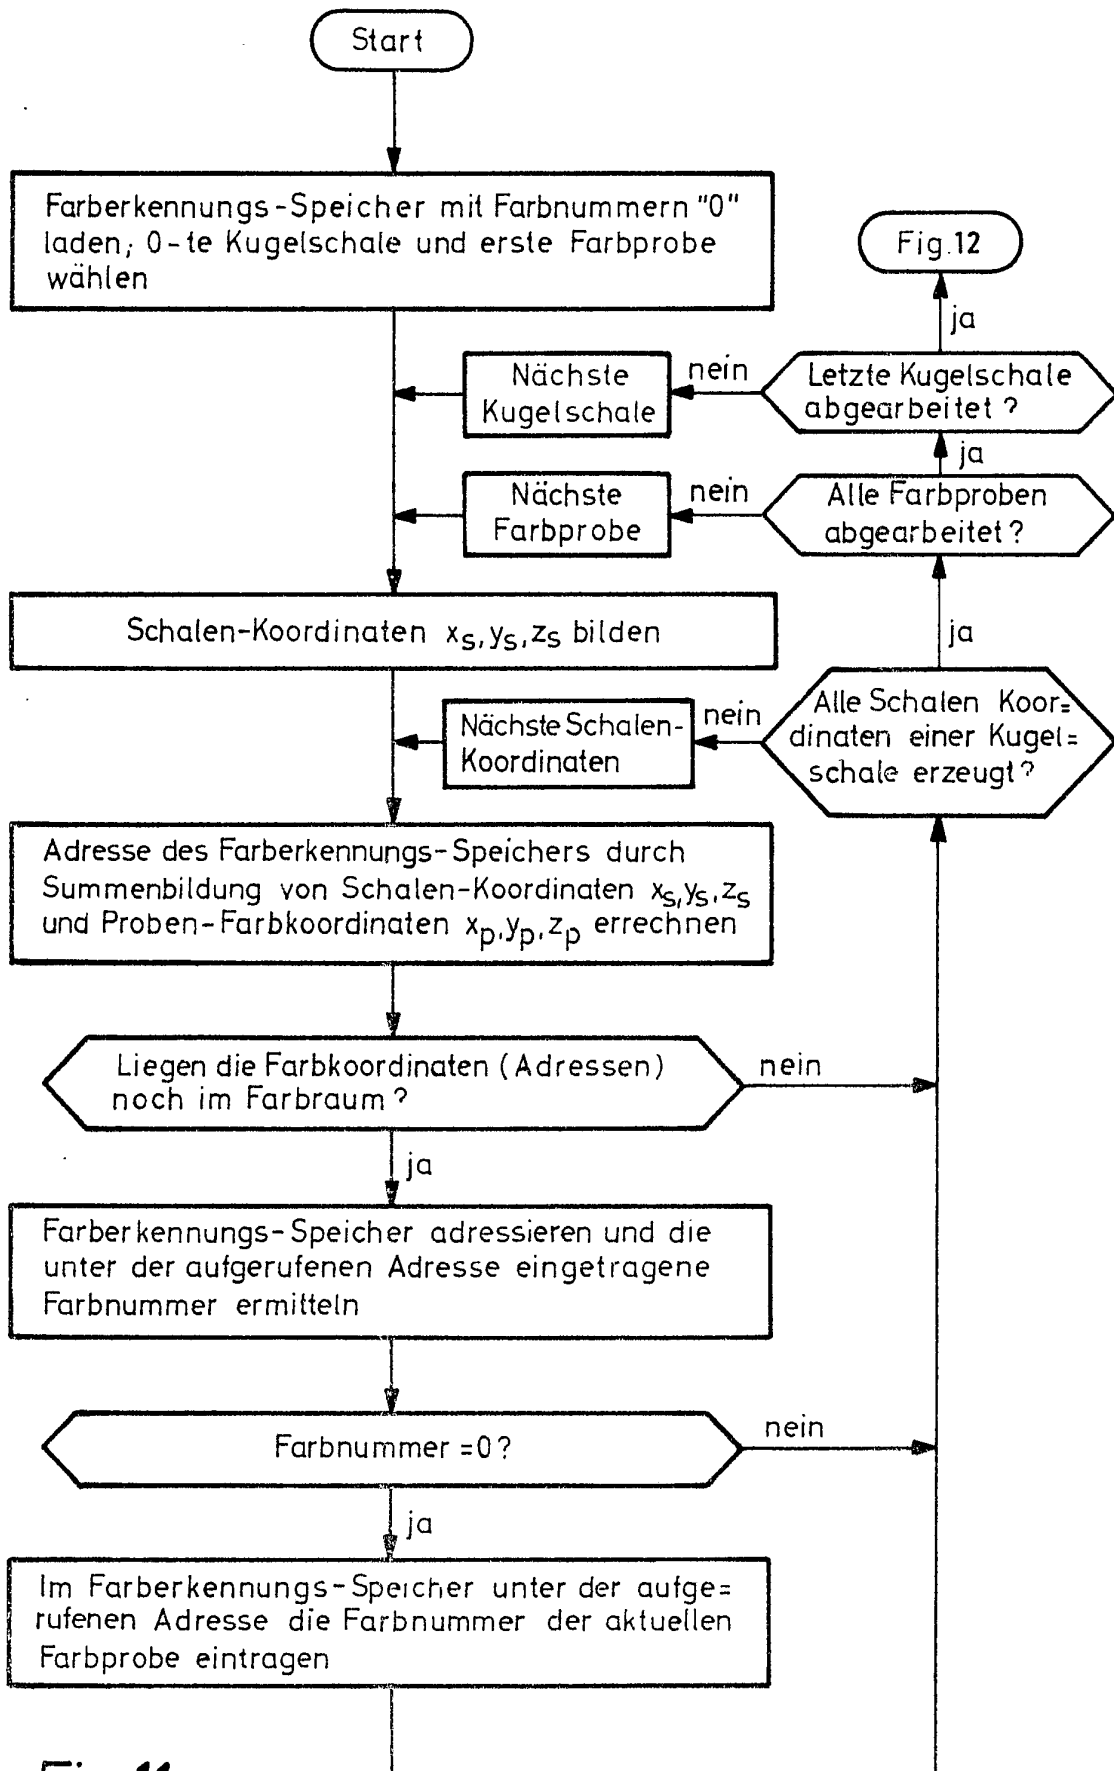 Start
Farberkennungs-Speicher mit Farbnummern "0"
laden; 0-te Kugelschale und erste Farbprobe
wählen
Fig.12
ja
Nächste
Kugelschale
nein
Letzte Kugelschale
abgearbeitet?
ja
Nächste
Farbprobe
nein
Alle Farbproben
abgearbeitet?
ja
Schalen-Koordinaten xs,ys,zs bilden
Nächste Schalen-
Koordinaten
nein
Alle Schalen Koor=
dinaten einer Kugel=
schale erzeugt?
Adresse des Farberkennungs-Speichers durch
Summenbildung von Schalen-Koordinaten xs,ys,zs
und Proben-Farbkoordinaten xp,yp,zp errechnen
Liegen die Farbkoordinaten (Adressen)
noch im Farbraum?
nein
ja
Farberkennungs-Speicher adressieren und die
unter der aufgerufenen Adresse eingetragene
Farbnummer ermitteln
Farbnummer =0?
nein
ja
Im Farberkennungs-Speicher unter der aufge=
rufenen Adresse die Farbnummer der aktuellen
Farbprobe eintragen
Fig. 11